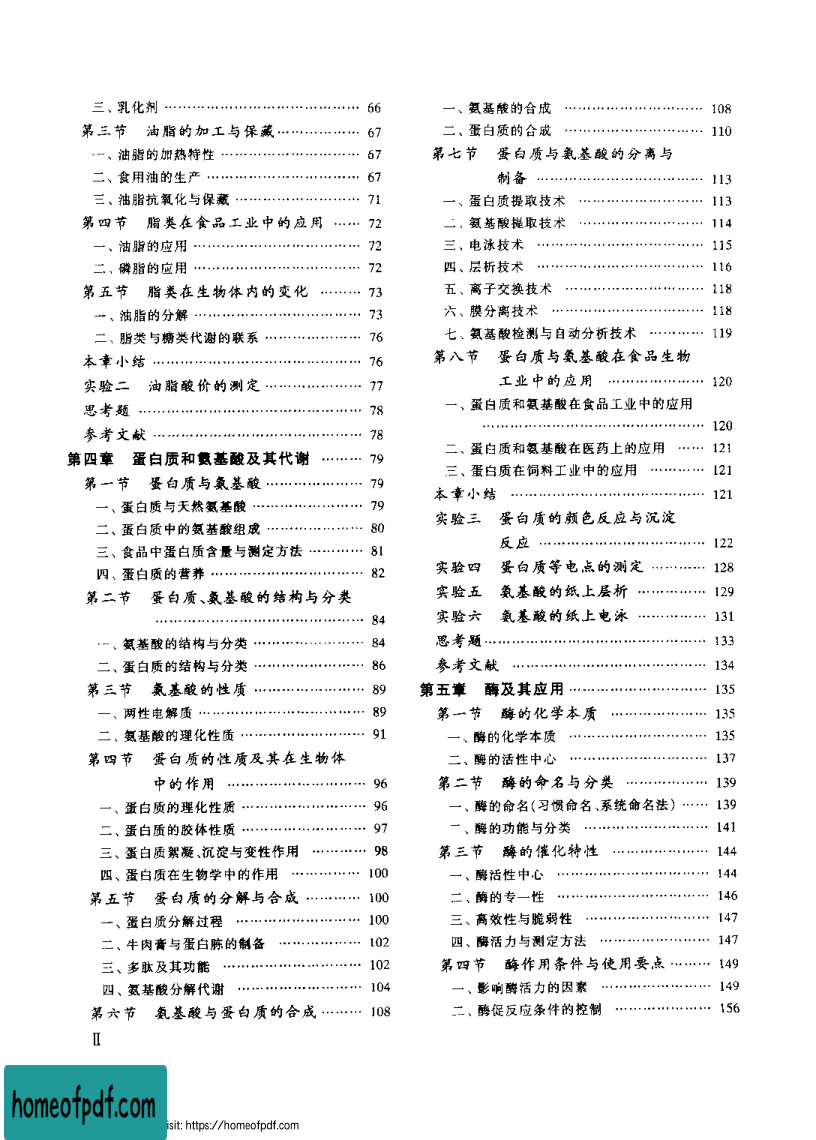 三、乳化剂 …… 66
第三节 油脂的加工与保藏 …… 67
一、油脂的加热特性 …… 67
二、食用油的生产 …… 67
三、油脂抗氧化与保藏 …… 71
第四节 脂类在食品工业中的应用 …… 72
一、油脂的应用 …… 72
二、磷脂的应用 …… 72
第五节 脂类在生物体内的变化 …… 73
一、油脂的分解 …… 73
二、脂类与糖类代谢的联系 …… 76
本章小结 …… 76
实验二 油脂酸价的测定 …… 77
思考题 …… 78
参考文献 …… 78
第四章 蛋白质和氨基酸及其代谢 …… 79
第一节 蛋白质与氨基酸 …… 79
一、蛋白质与天然氨基酸 …… 79
二、蛋白质中的氨基酸组成 …… 80
三、食品中蛋白质含量与测定方法 …… 81
四、蛋白质的营养 …… 82
第二节 蛋白质、氨基酸的结构与分类
…… 84
一、氨基酸的结构与分类 …… 84
二、蛋白质的结构与分类 …… 86
第三节 氨基酸的性质 …… 89
一、两性电解质 …… 89
二、氨基酸的理化性质 …… 91
第四节 蛋白质的性质及其在生物体
中的作用 …… 96
一、蛋白质的理化性质 …… 96
二、蛋白质的胶体性质 …… 97
三、蛋白质絮凝、沉淀与变性作用 …… 98
四、蛋白质在生物学中的作用 …… 100
第五节 蛋白质的分解与合成 …… 100
一、蛋白质分解过程 …… 100
二、牛肉膏与蛋白胨的制备 …… 102
三、多肽及其功能 …… 102
四、氨基酸分解代谢 …… 104
第六节 氨基酸与蛋白质的合成 …… 108
一、氨基酸的合成 …… 108
二、蛋白质的合成 …… 110
第七节 蛋白质与氨基酸的分离与
制备 …… 113
一、蛋白质提取技术 …… 113
二、氨基酸提取技术 …… 114
三、电泳技术 …… 115
四、层析技术 …… 116
五、离子交换技术 …… 118
六、膜分离技术 …… 118
七、氨基酸检测与自动分析技术 …… 119
第八节 蛋白质与氨基酸在食品生物
工业中的应用 …… 120
一、蛋白质和氨基酸在食品工业中的应用
…… 120
二、蛋白质和氨基酸在医药上的应用 …… 121
三、蛋白质在饲料工业中的应用 …… 121
本章小结 …… 121
实验三 蛋白质的颜色反应与沉淀
反应 …… 122
实验四 蛋白质等电点的测定 …… 128
实验五 氨基酸的纸上层析 …… 129
实验六 氨基酸的纸上电泳 …… 131
思考题 …… 133
参考文献 …… 134
第五章 酶及其应用 …… 135
第一节 酶的化学本质 …… 135
一、酶的化学本质 …… 135
二、酶的活性中心 …… 137
第二节 酶的命名与分类 …… 139
一、酶的命名(习惯命名、系统命名法) …… 139
二、酶的功能与分类 …… 141
第三节 酶的催化特性 …… 144
一、酶活性中心 …… 144
二、酶的专一性 …… 146
三、高效性与脆弱性 …… 147
四、酶活力与测定方法 …… 147
第四节 酶作用条件与使用要点 …… 149
一、影响酶活力的因素 …… 149
二、酶促反应条件的控制 …… 156
Ⅱ
homeofpdf.com
isit: https://homeofpdf.com